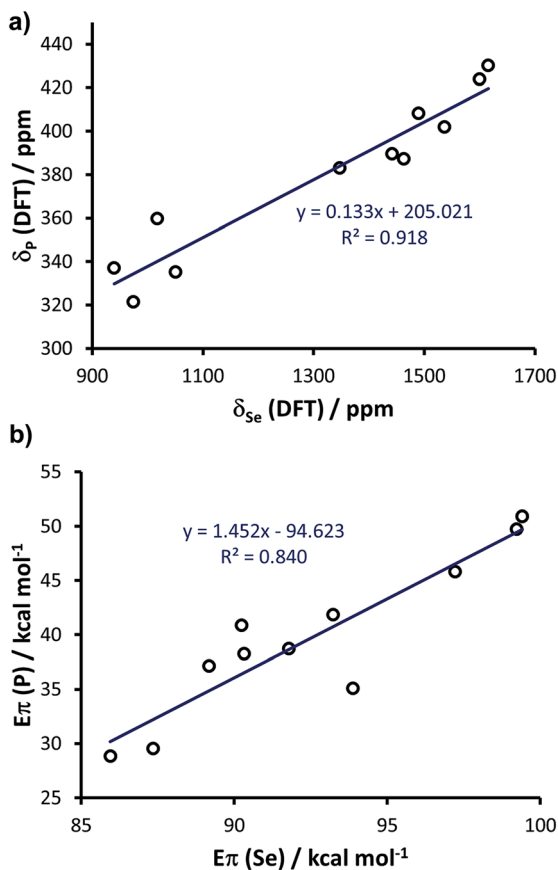 a)
440
420
400
380
360
340
320
300
δP (DFT) / ppm
y = 0.133x + 205.021
R² = 0.918
900 1100 1300 1500 1700
δSe (DFT) / ppm
b)
55
50
45
40
35
30
25
Eπ (P) / kcal mol⁻¹
y = 1.452x - 94.623
R² = 0.840
85 90 95 100
Eπ (Se) / kcal mol⁻¹